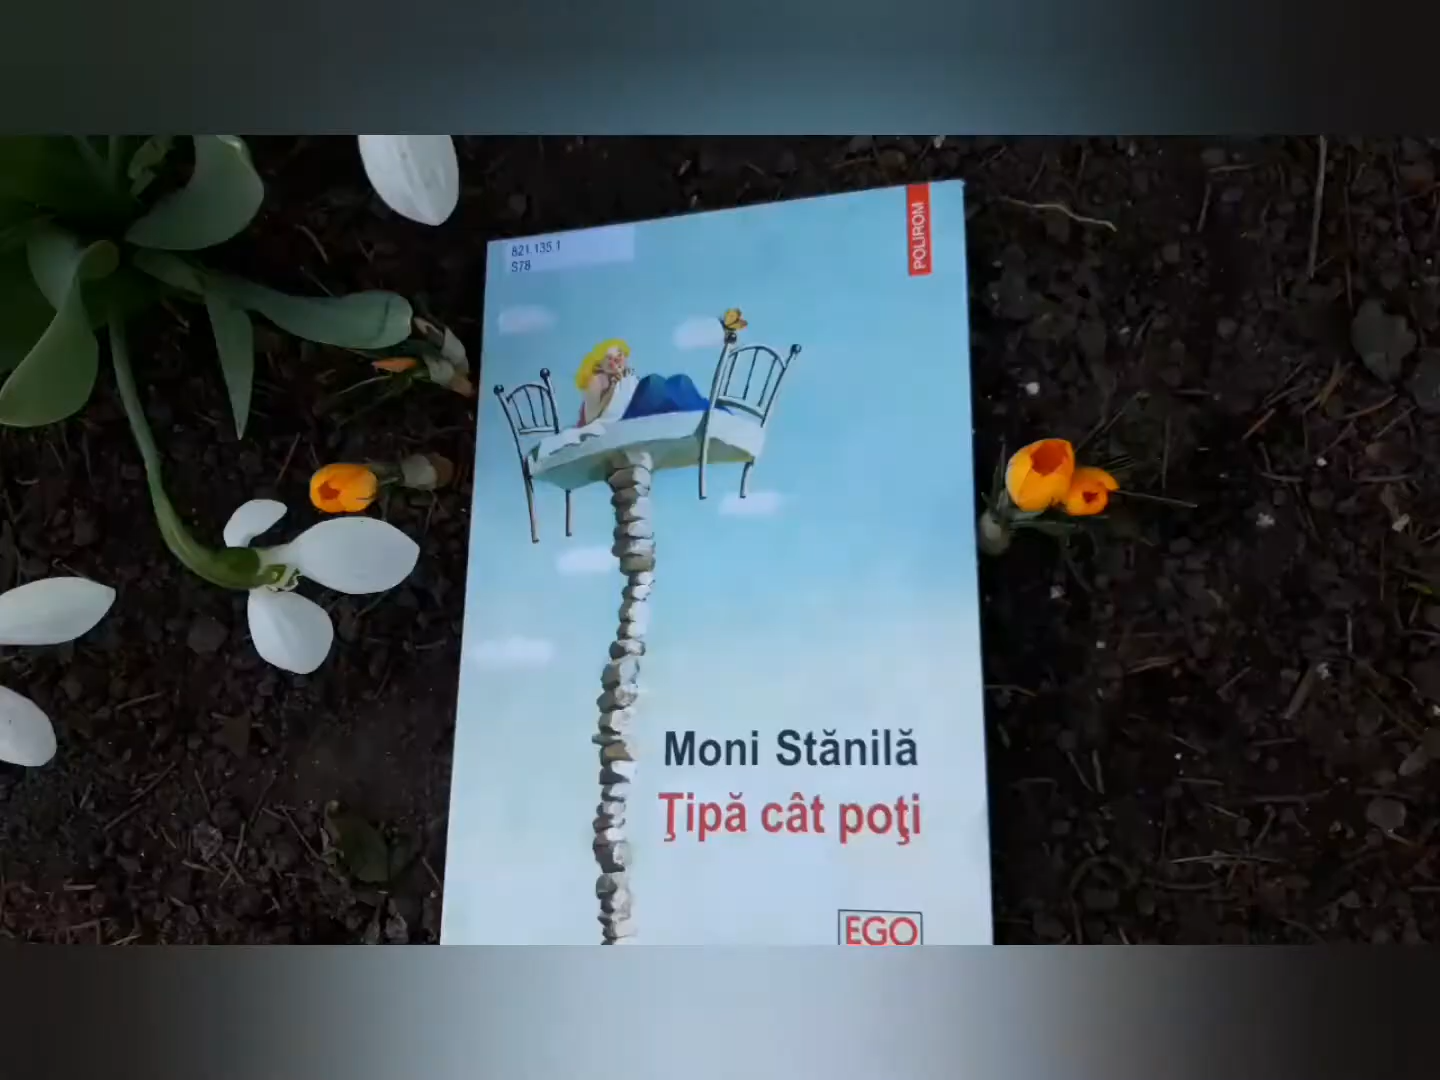 821.135.1
S78
POLIROM
Moni Stănilă
Ţipă cât poţi
EGO